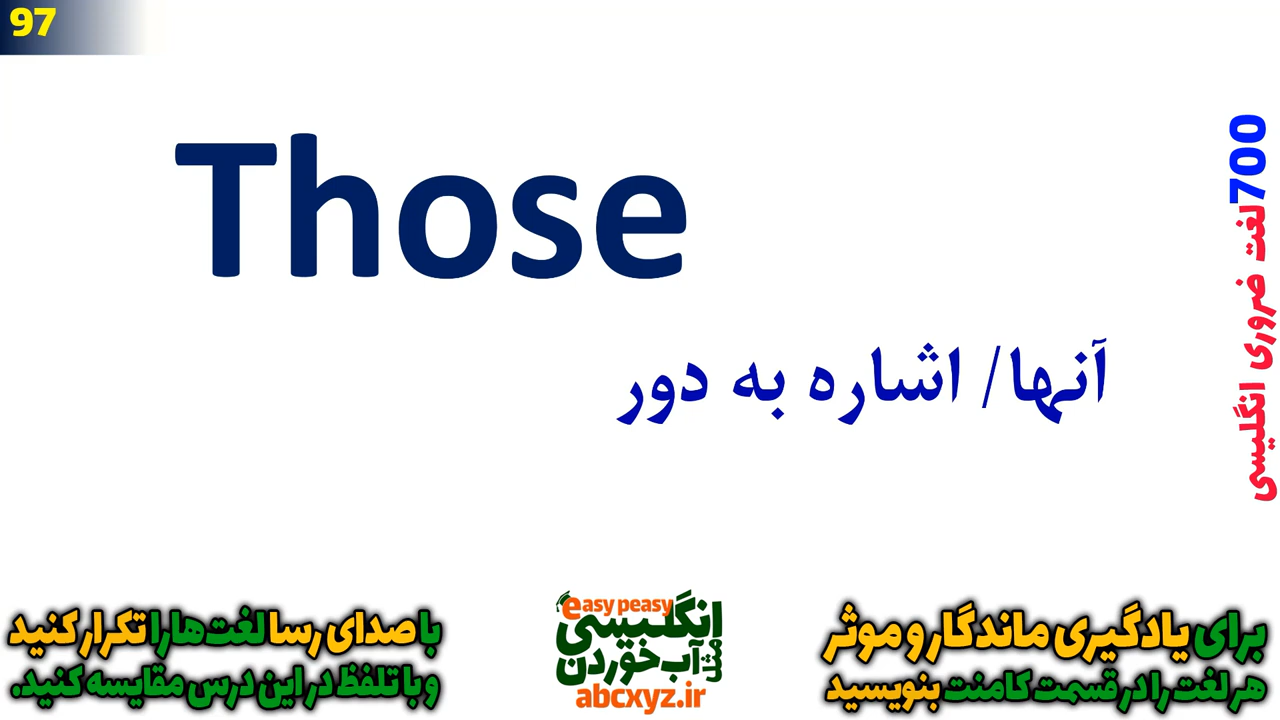 97
Those
آنها/ اشاره به دور
700 لغت ضروری انگلیسی
با صدای رسا لغت‌ها را تکرار کنید
و با تلفظ در این درس مقایسه کنید.
easy peasy
انگلیسی
مثل آب خوردن
abcxyz.ir
برای یادگیری ماندگار و موثر
هر لغت را در قسمت کامنت بنویسید